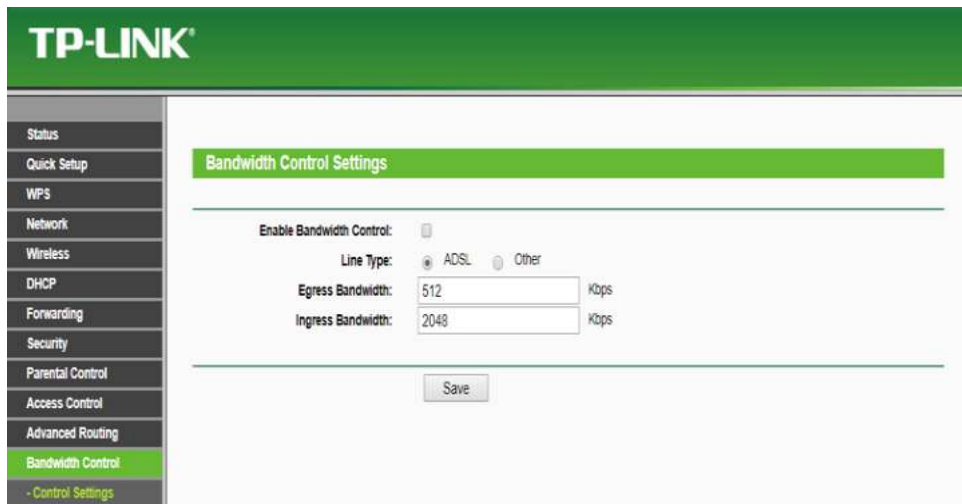 TP-LINK®
Status
Quick Setup
WPS
Network
Wireless
DHCP
Forwarding
Security
Parental Control
Access Control
Advanced Routing
Bandwidth Control
- Control Settings
Bandwidth Control Settings
Enable Bandwidth Control:
Line Type: ADSL Other
Egress Bandwidth: 512 Kbps
Ingress Bandwidth: 2048 Kbps
Save